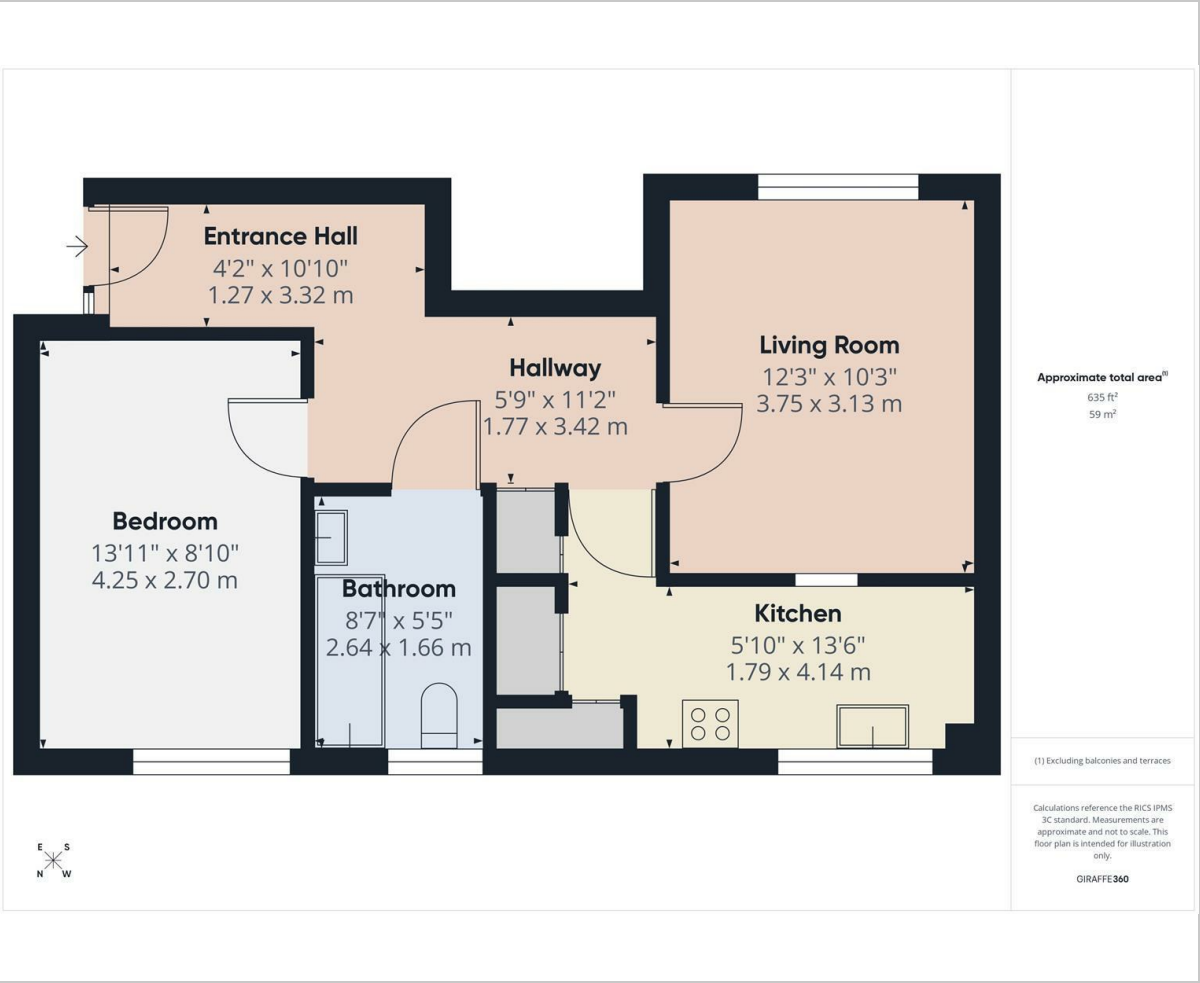 Entrance Hall
4'2" x 10'10"
1.27 x 3.32 m
Hallway
5'9" x 11'2"
1.77 x 3.42 m
Living Room
12'3" x 10'3"
3.75 x 3.13 m
Bedroom
13'11" x 8'10"
4.25 x 2.70 m
Bathroom
8'7" x 5'5"
2.64 x 1.66 m
Kitchen
5'10" x 13'6"
1.79 x 4.14 m
E S
N W
Approximate total area(1)
635 ft²
59 m²
(1) Excluding balconies and terraces
Calculations reference the RICS IPMS
3C standard. Measurements are
approximate and not to scale. This
floor plan is intended for illustration
only.
GIRAFFE360